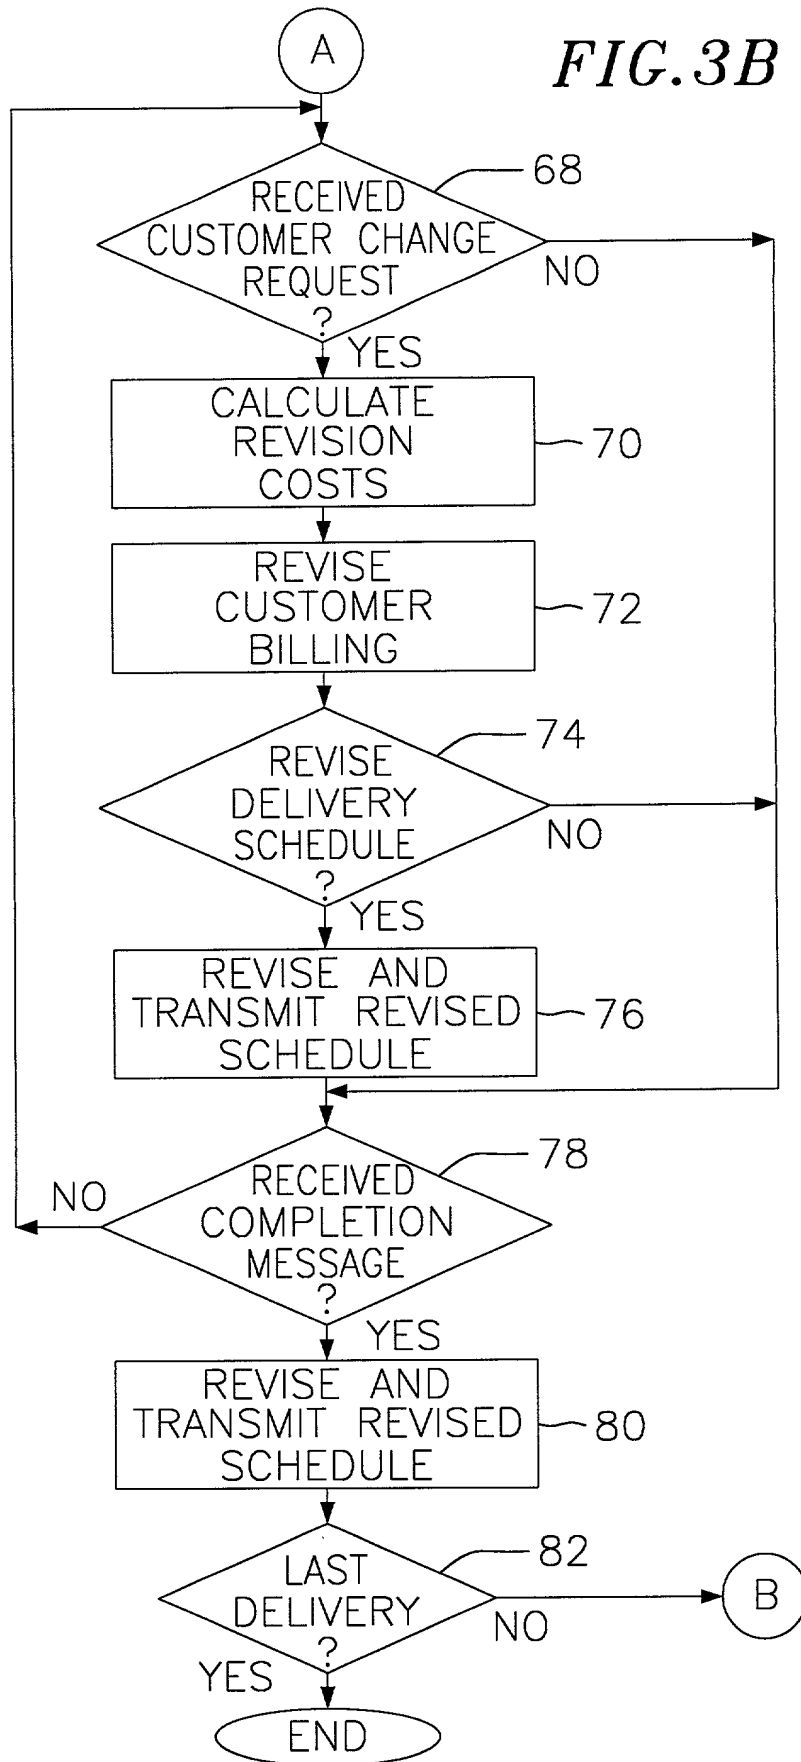 A
FIG.3B
68
RECEIVED
CUSTOMER CHANGE
REQUEST
?
NO
YES
CALCULATE
REVISION
COSTS
70
REVISE
CUSTOMER
BILLING
72
74
REVISE
DELIVERY
SCHEDULE
?
NO
YES
REVISE AND
TRANSMIT REVISED
SCHEDULE
76
78
RECEIVED
COMPLETION
MESSAGE
?
NO
YES
REVISE AND
TRANSMIT REVISED
SCHEDULE
80
82
LAST
DELIVERY
?
NO
B
YES
END